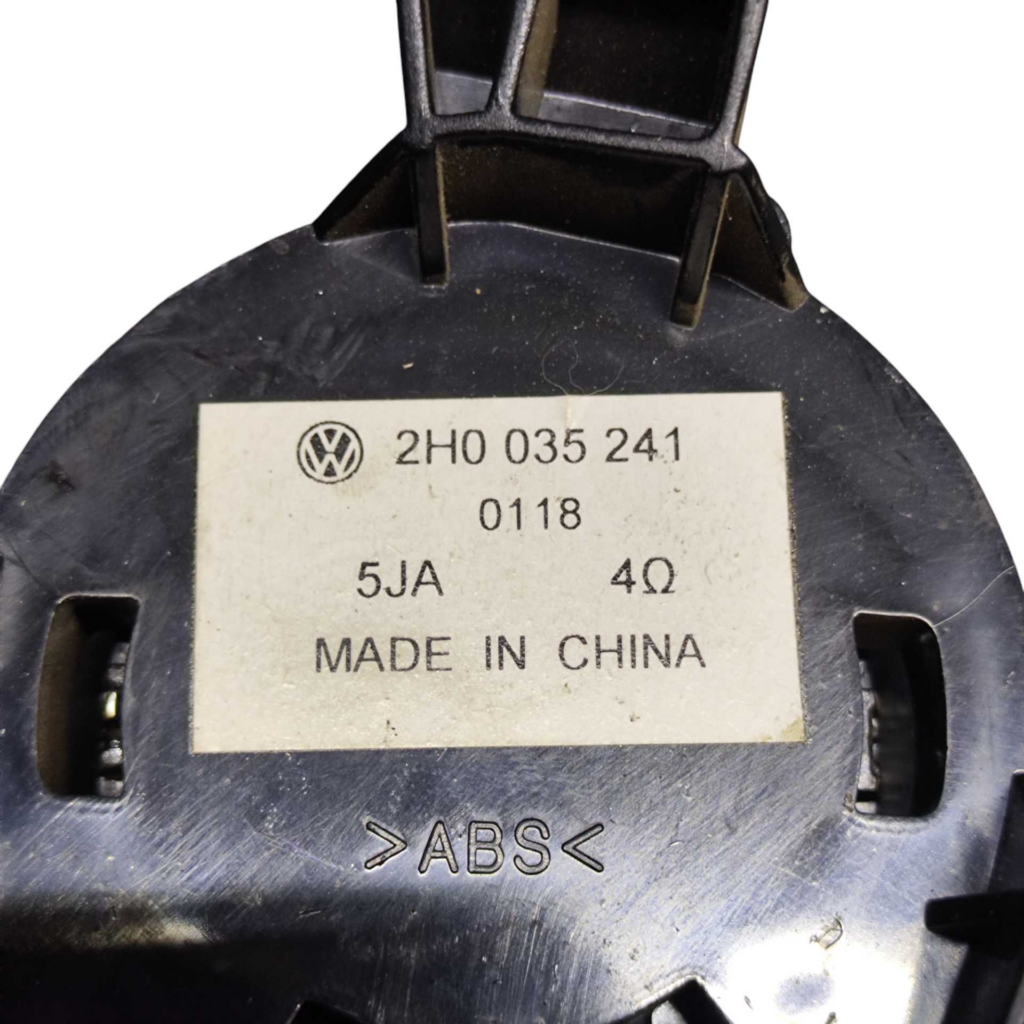 2H0 035 241
0118
5JA 4Ω
MADE IN CHINA
>ABS<